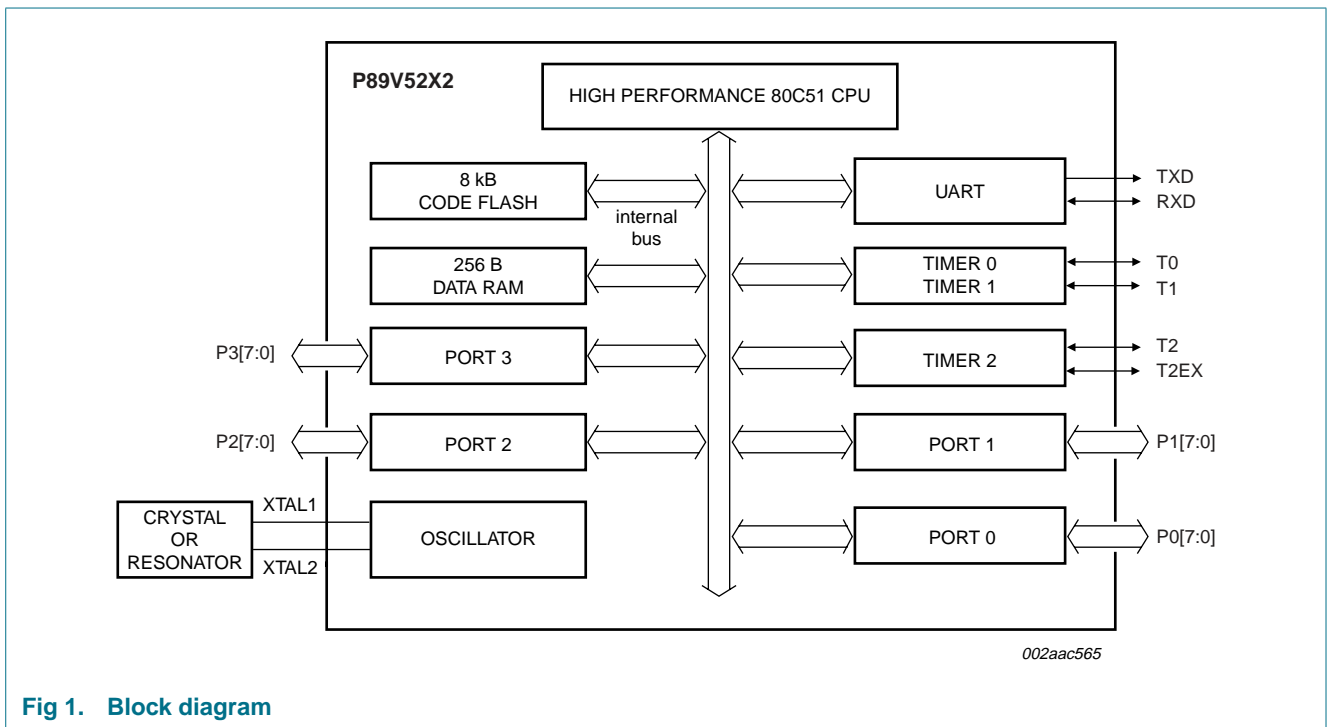 P89V52X2
HIGH PERFORMANCE 80C51 CPU
8 kB
CODE FLASH
internal
bus
UART
TXD
RXD
256 B
DATA RAM
TIMER 0
TIMER 1
T0
T1
P3[7:0]
PORT 3
TIMER 2
T2
T2EX
P2[7:0]
PORT 2
PORT 1
P1[7:0]
CRYSTAL
OR
RESONATOR
XTAL1
XTAL2
OSCILLATOR
PORT 0
P0[7:0]
002aac565
Fig 1. Block diagram